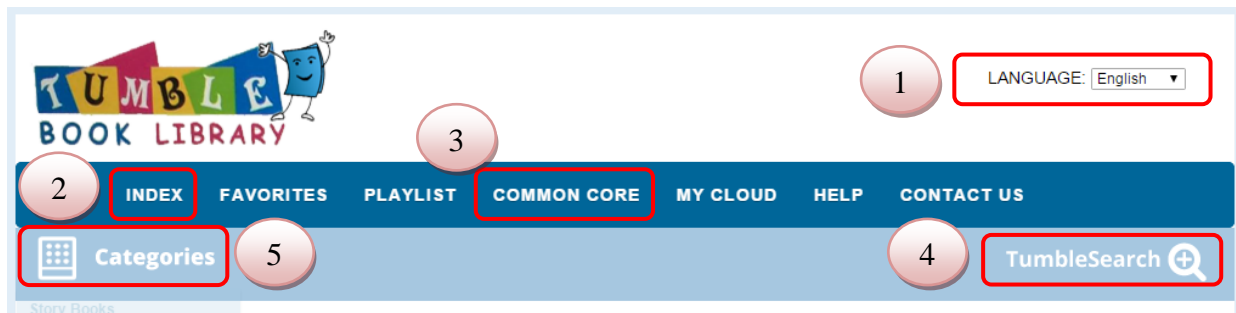 TUMBLE
BOOK LIBRARY
1
LANGUAGE: English
3
2
INDEX FAVORITES PLAYLIST COMMON CORE MY CLOUD HELP CONTACT US
Categories
5
4
TumbleSearch
Story Books